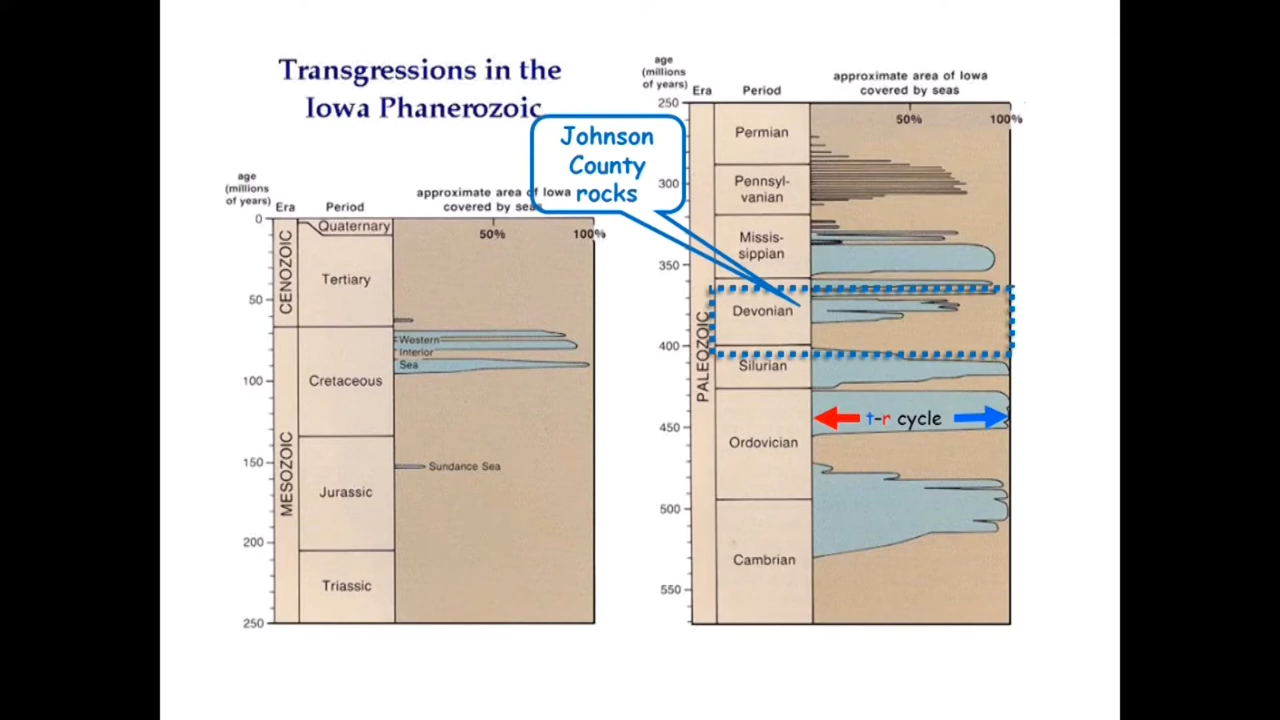 Transgressions in the
Iowa Phanerozoic
age
(millions
of years)
Era
Period
approximate area of Iowa
covered by seas
50%
100%
0
50
100
150
200
250
CENOZOIC
MESOZOIC
Quaternary
Tertiary
Cretaceous
Jurassic
Triassic
Western
Interior
Sea
Sundance Sea
Johnson
County
rocks
age
(millions
of years)
Era
Period
approximate area of Iowa
covered by seas
50%
100%
250
300
350
400
450
500
550
PALEOZOIC
Permian
Pennsyl-
vanian
Missis-
sippian
Devonian
Silurian
Ordovician
Cambrian
t-r cycle